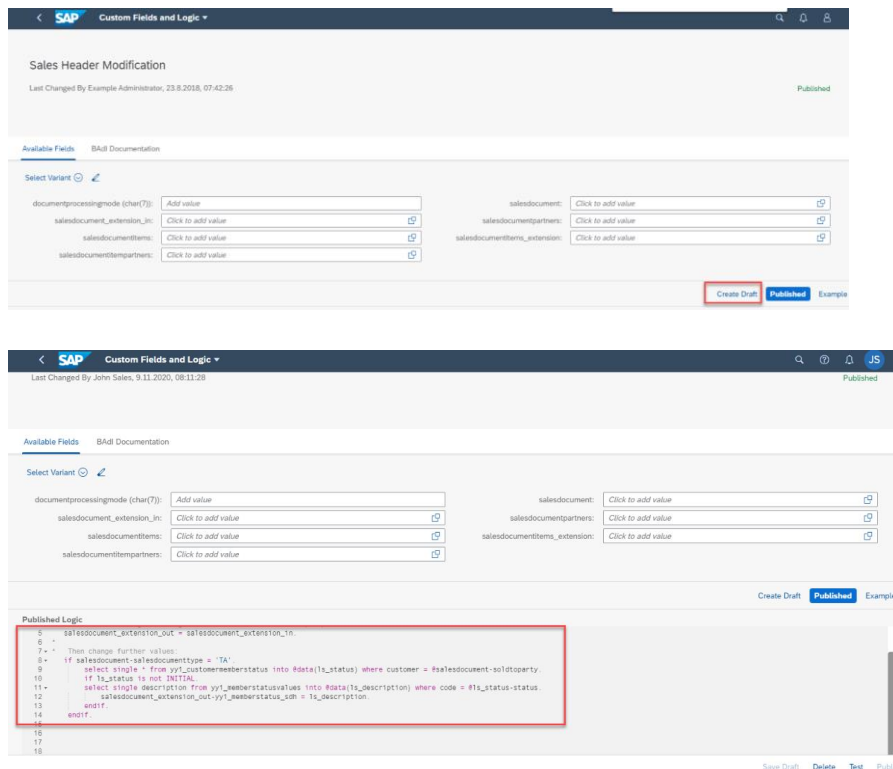 SAP Custom Fields and Logic
Sales Header Modification
Last Changed By Example Administrator, 23.8.2018, 07:42:26 Published
Available Fields BAdI Documentation
Select Variant
documentprocessingmode (char(7)): Add value salesdocument: Click to add value
salesdocument_extension_in: Click to add value salesdocumentpartners: Click to add value
salesdocumentitems: Click to add value salesdocumentitems_extension: Click to add value
salesdocumentitempartners: Click to add value
Create Draft Published Example
SAP Custom Fields and Logic JS
Last Changed By John Sales, 9.11.2020, 08:11:28 Published
Available Fields BAdI Documentation
Select Variant
documentprocessingmode (char(7)): Add value salesdocument: Click to add value
salesdocument_extension_in: Click to add value salesdocumentpartners: Click to add value
salesdocumentitems: Click to add value salesdocumentitems_extension: Click to add value
salesdocumentitempartners: Click to add value
Create Draft Published Example
Published Logic
5 salesdocument_extension_out = salesdocument_extension_in.
6 *
7 * Then change further values:
8 if salesdocument-salesdocumenttype = 'TA'.
9 select single * from yy1_customermemberstatus into @data(ls_status) where customer = @salesdocument-soldtoparty.
10 if ls_status is not INITIAL.
11 select single description from yy1_memberstatusvalues into @data(ls_description) where code = @ls_status-status.
12 salesdocument_extension_out-yy1_memberstatus_sdh = ls_description.
13 endif.
14 endif.
15
16
17
18
Save Draft Delete Test